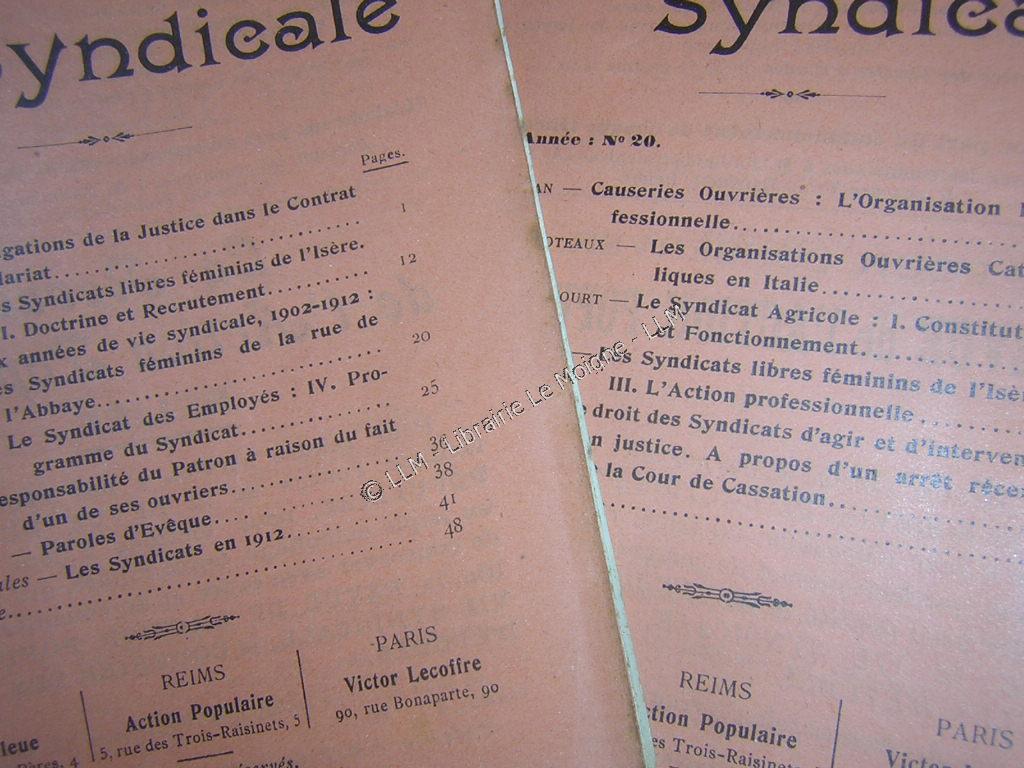 Syndicale
Pages.
gations de la Justice dans le Contrat
lariat 1
s Syndicats libres féminins de l'Isère.
I. Doctrine et Recrutement 12
x années de vie syndicale, 1902-1912 :
es Syndicats féminins de la rue de
l'Abbaye 20
Le Syndicat des Employés : IV. Pro-
gramme du Syndicat 25
esponsabilité du Patron à raison du fait
d'un de ses ouvriers 36
— Paroles d'Evêque 38
ales — Les Syndicats en 1912 41
e 48
REIMS
Action Populaire
5, rue des Trois-Raisinets, 5
PARIS
Victor Lecoffre
90, rue Bonaparte, 90
leue
Pères, 4
Syndica
Année : No 20.
AN — Causeries Ouvrières : L'Organisation
fessionnelle
OTEAUX — Les Organisations Ouvrières Cat
liques en Italie
OURT — Le Syndicat Agricole : I. Constitut
et Fonctionnement
— Les Syndicats libres féminins de l'Isè
III. L'Action professionnelle
droit des Syndicats d'agir et d'interven
n justice. A propos d'un arrêt réce
la Cour de Cassation
REIMS
ction Populaire
es Trois-Raisine
PARIS
Victor
© LLM - Librairie Le Moigne - LLM